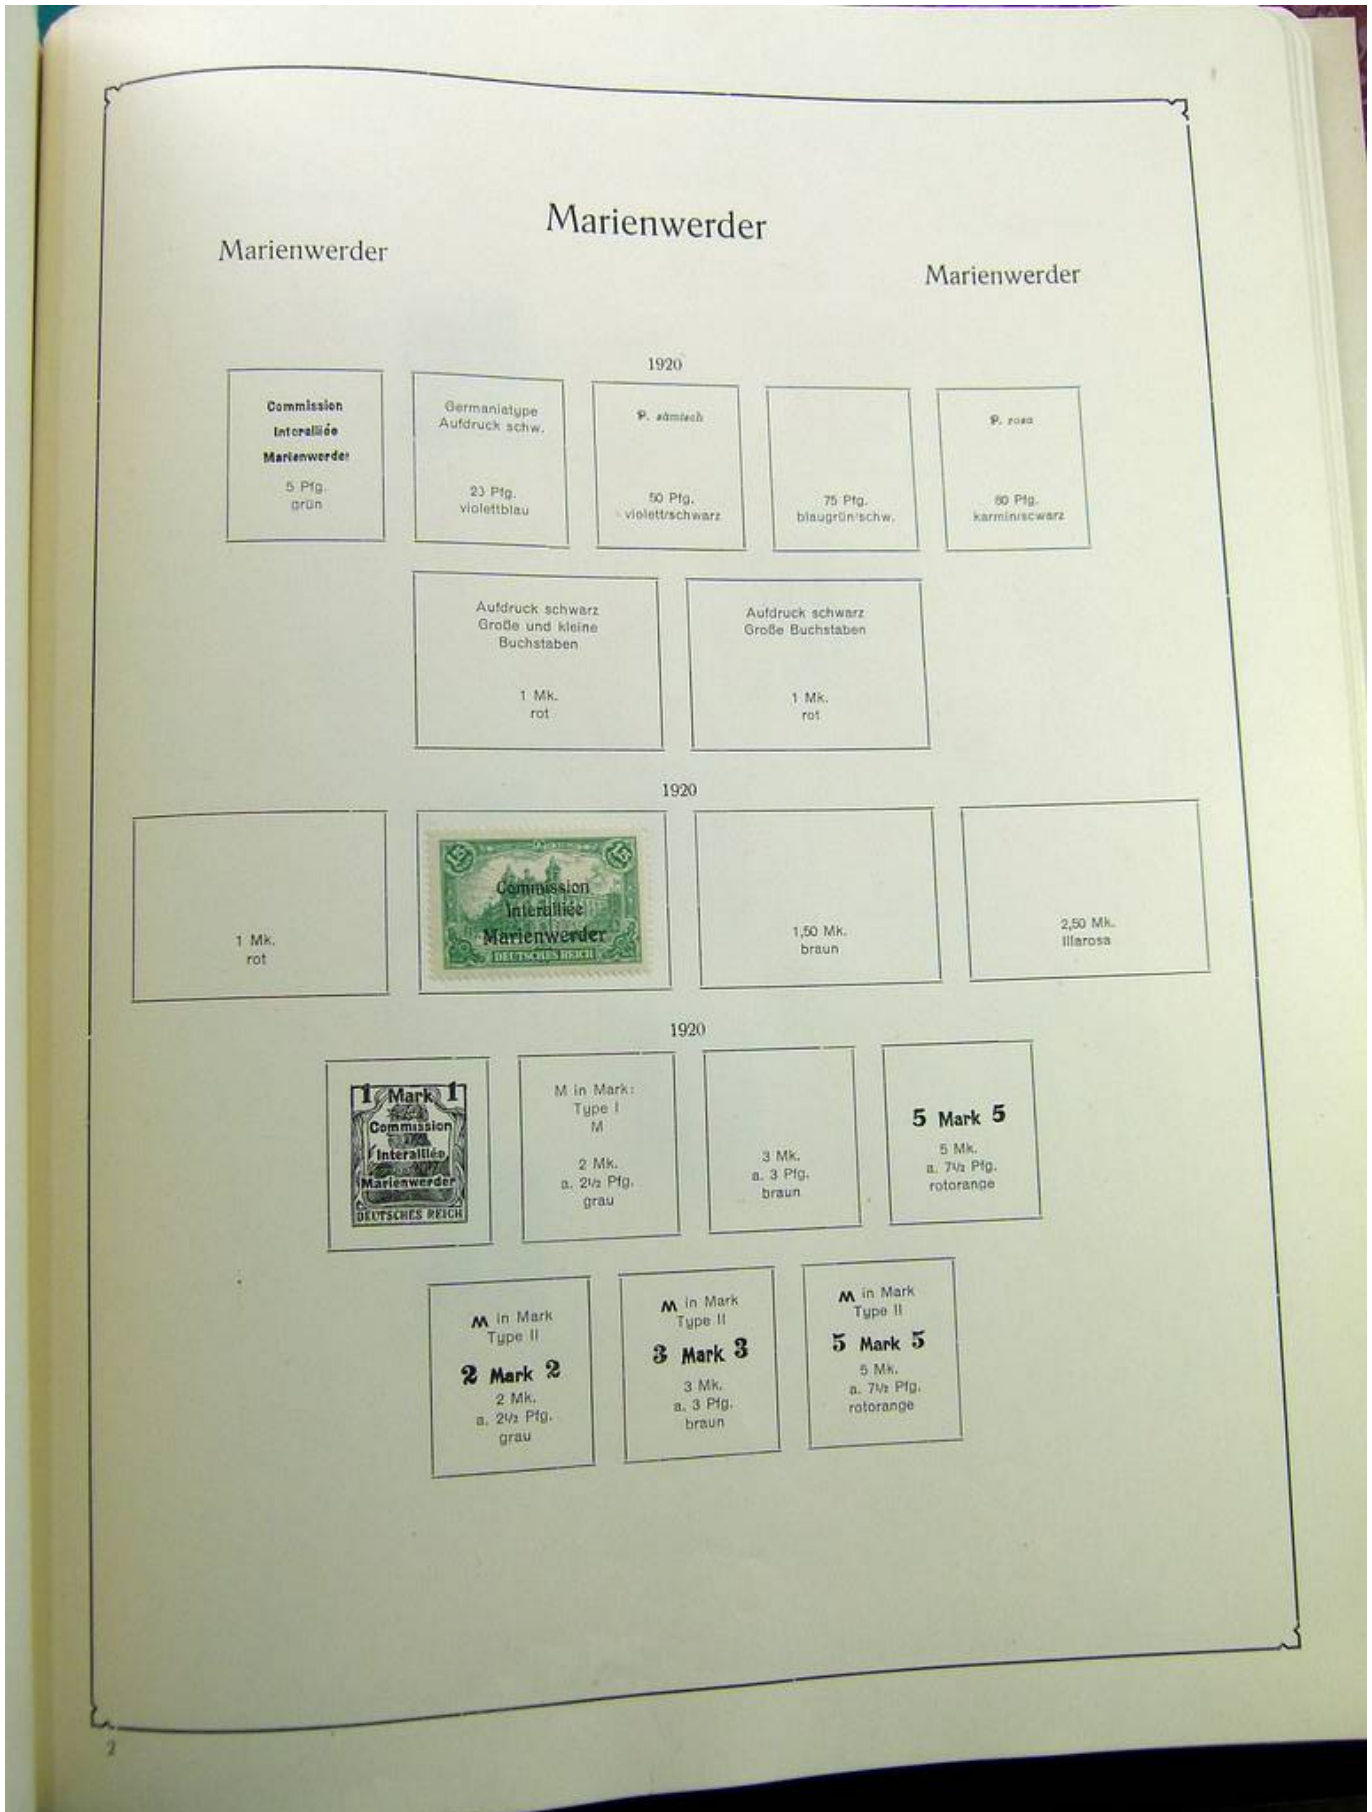 Marienwerder
Marienwerder
Marienwerder
1920
Commission
Interalliée
Marienwerder
5 Pfg.
grün
Germaniatype
Aufdruck schw.
23 Pfg.
violettblau
P. sämisch
50 Pfg.
violett/schwarz
75 Pfg.
blaugrün/schw.
P. rosa
80 Pfg.
karmin/scwarz
Aufdruck schwarz
Große und kleine
Buchstaben
1 Mk.
rot
Aufdruck schwarz
Große Buchstaben
1 Mk.
rot
1920
1 Mk.
rot
1,25 1,25
Commission
Interalliée
Marienwerder
DEUTSCHES REICH
1,50 Mk.
braun
2,50 Mk.
lilarosa
1920
1 Mark 1
Commission
Interalliée
Marienwerder
DEUTSCHES REICH
M in Mark:
Type I
M
2 Mk.
a. 2½ Pfg.
grau
3 Mk.
a. 3 Pfg.
braun
5 Mark 5
5 Mk.
a. 7½ Pfg.
rotorange
M in Mark
Type II
2 Mark 2
2 Mk.
a. 2½ Pfg.
grau
M in Mark
Type II
3 Mark 3
3 Mk.
a. 3 Pfg.
braun
M in Mark
Type II
5 Mark 5
5 Mk.
a. 7½ Pfg.
rotorange
2